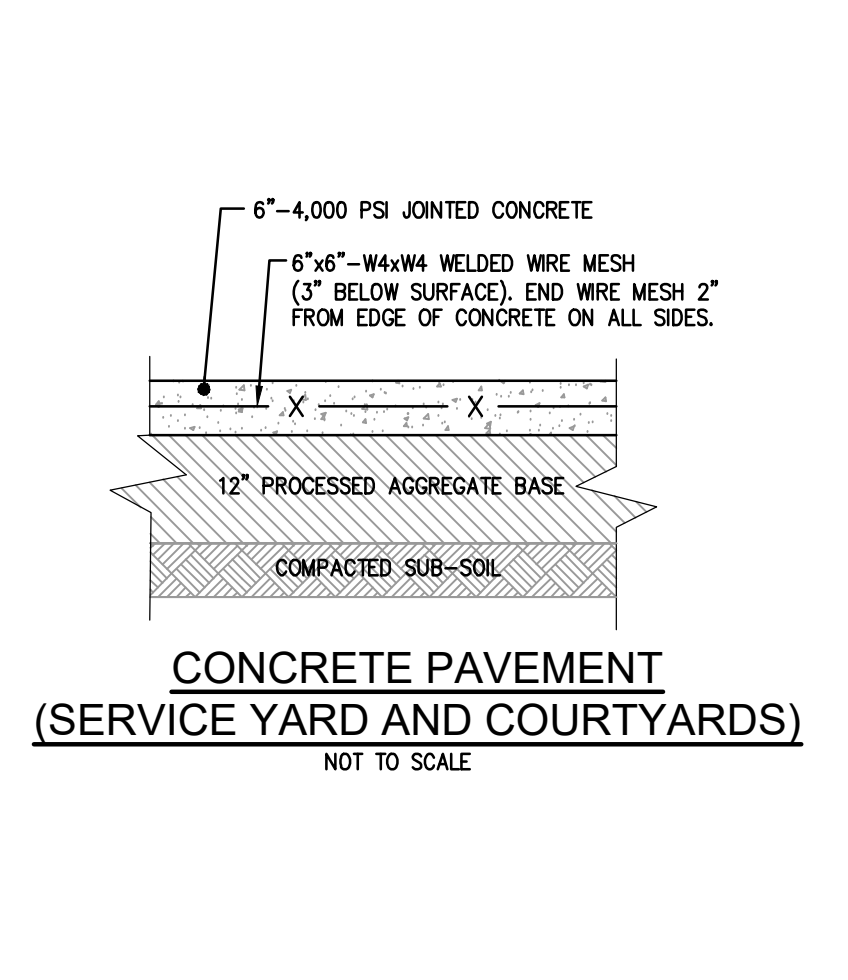 6"-4,000 PSI JOINTED CONCRETE
6"x6"-W4xW4 WELDED WIRE MESH
(3" BELOW SURFACE). END WIRE MESH 2"
FROM EDGE OF CONCRETE ON ALL SIDES.
X X
12" PROCESSED AGGREGATE BASE
COMPACTED SUB-SOIL
CONCRETE PAVEMENT
(SERVICE YARD AND COURTYARDS)
NOT TO SCALE